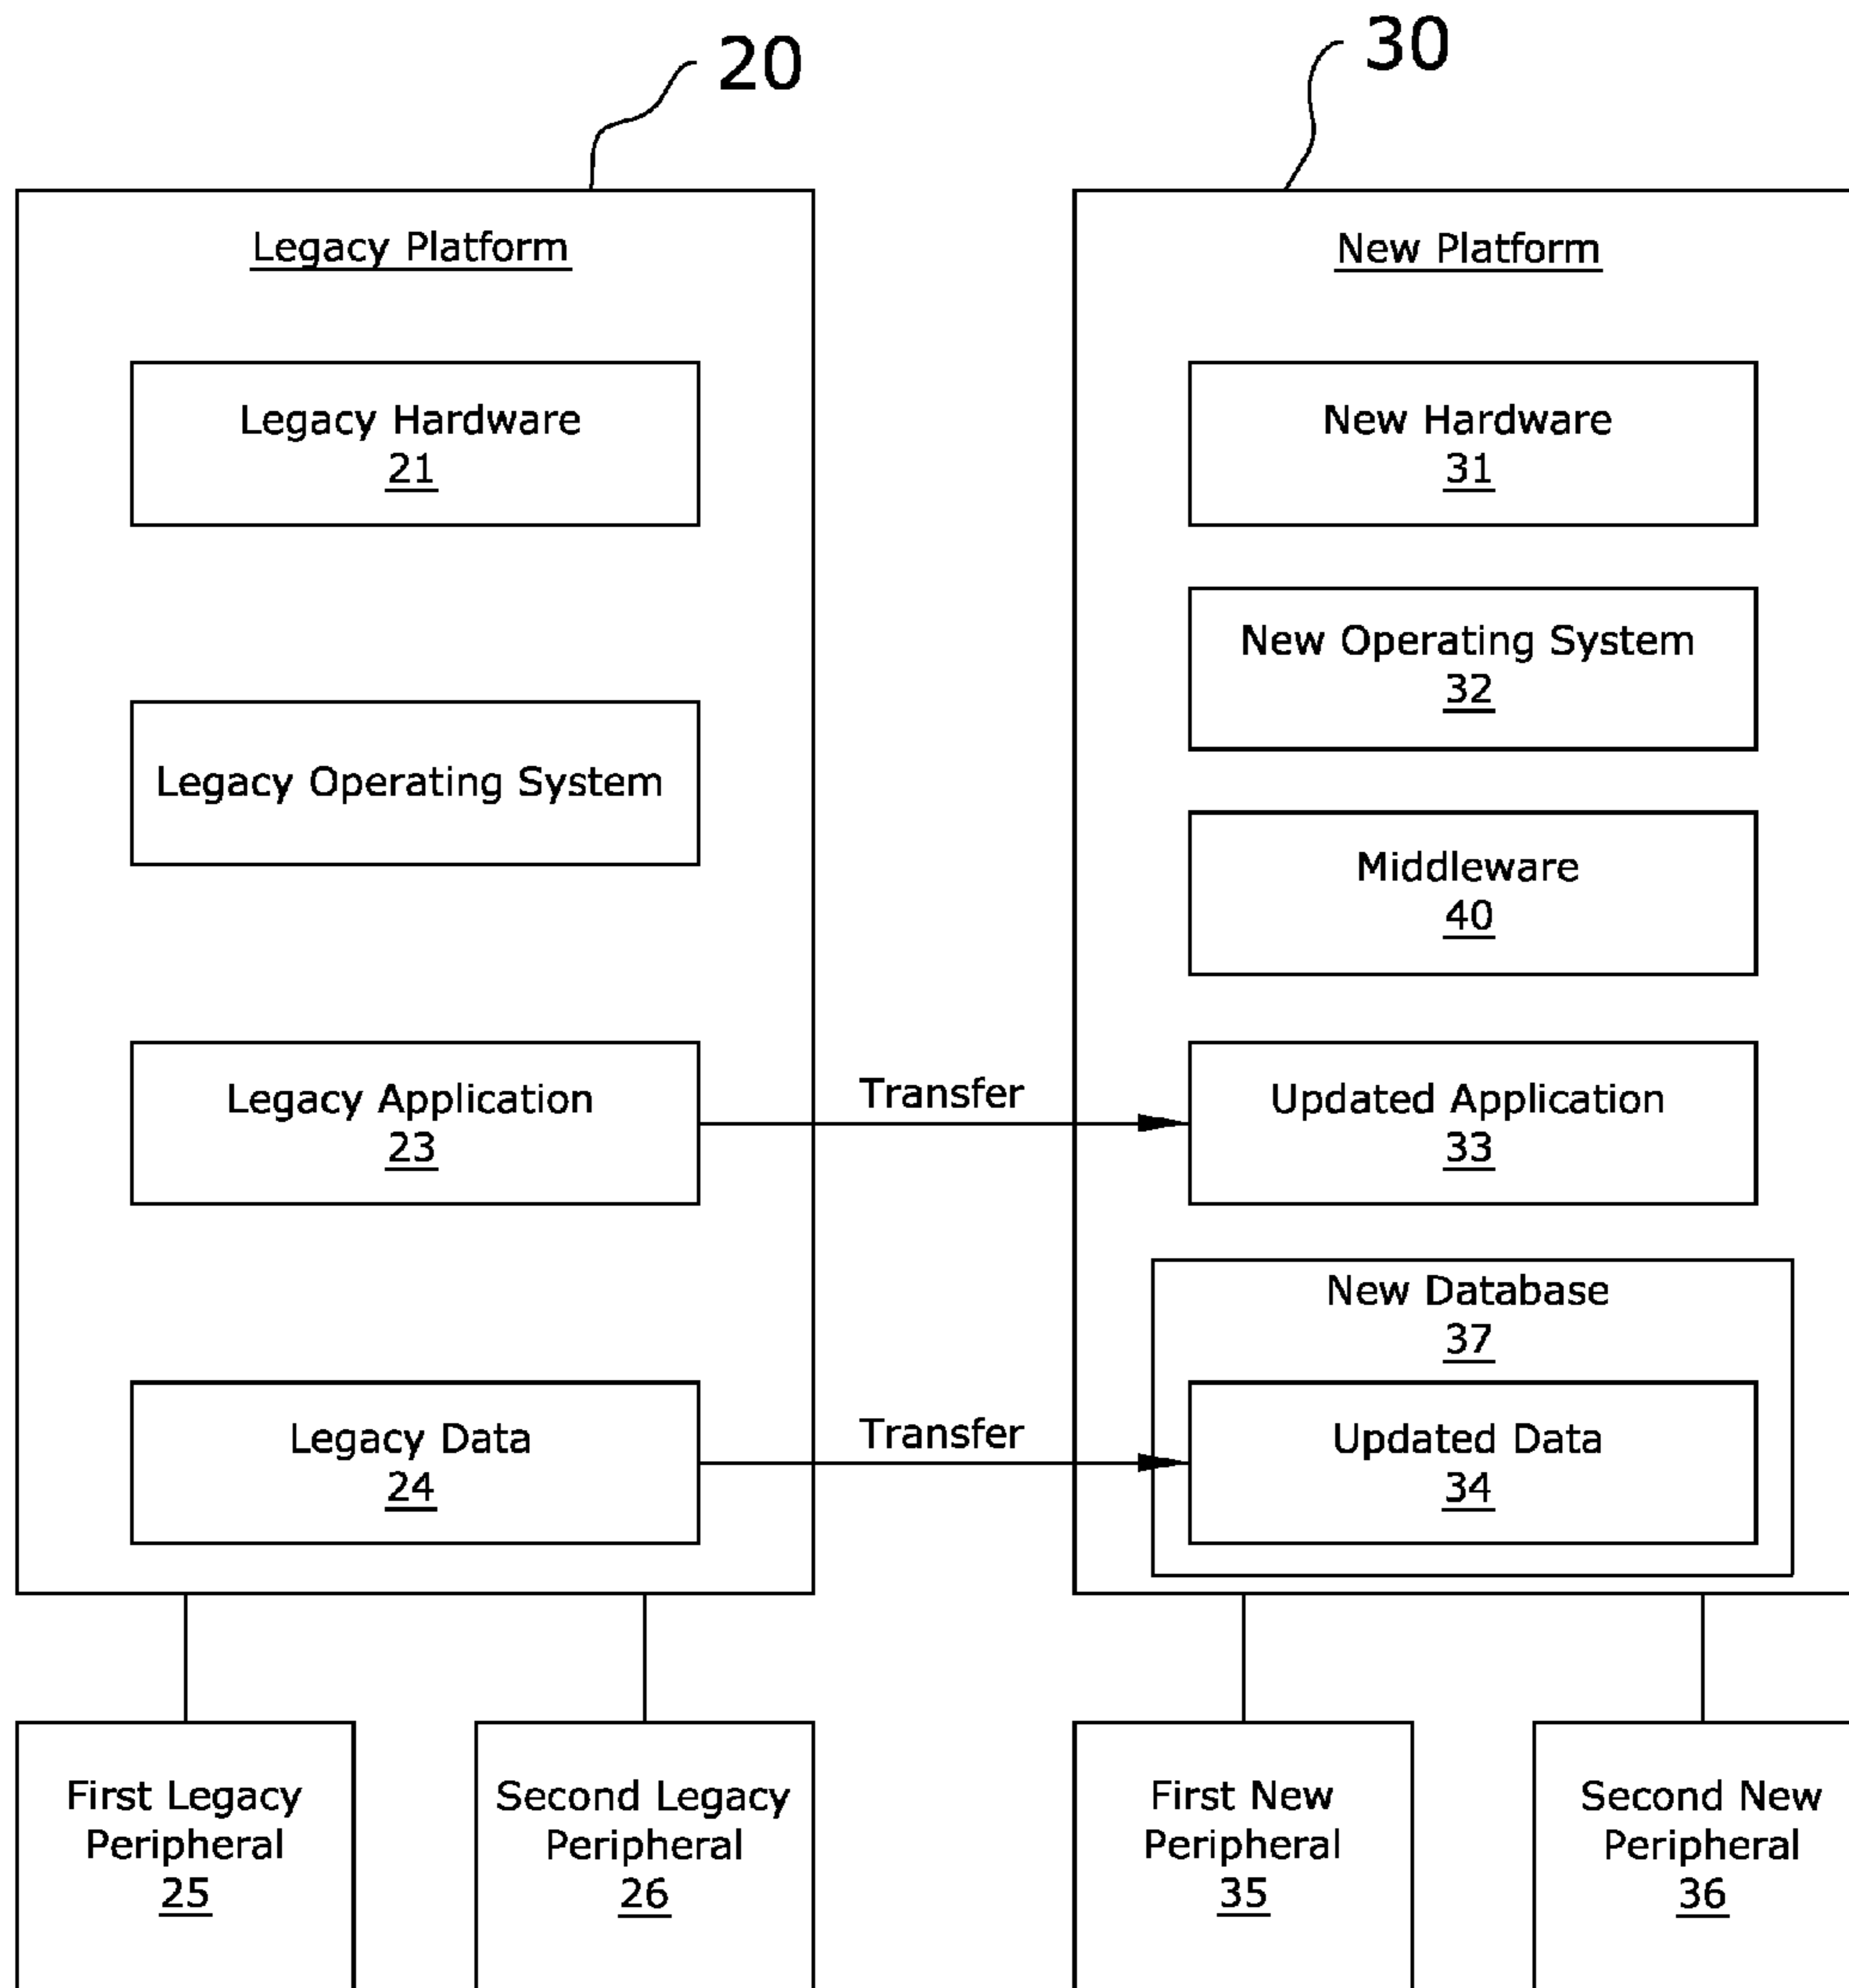 20
30
Legacy Platform
Legacy Hardware
21
Legacy Operating System
Legacy Application
23
Legacy Data
24
Transfer
Transfer
New Platform
New Hardware
31
New Operating System
32
Middleware
40
Updated Application
33
New Database
37
Updated Data
34
First Legacy
Peripheral
25
Second Legacy
Peripheral
26
First New
Peripheral
35
Second New
Peripheral
36